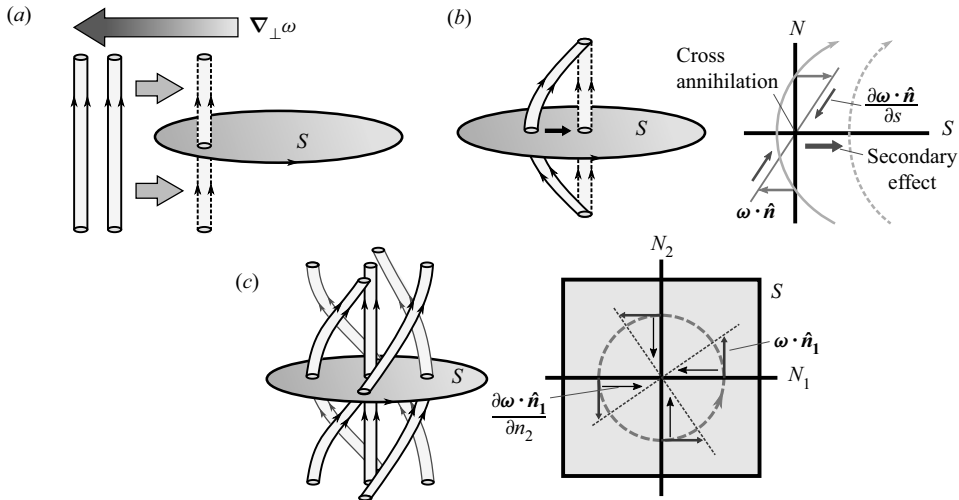 (a)
∇⊥ω
S
(b)
S
N
Cross
annihilation
∂ω·n̂
∂s
S
Secondary
effect
ω·n̂
(c)
S
N₂
S
ω·n̂₁
N₁
∂ω·n̂₁
∂n₂